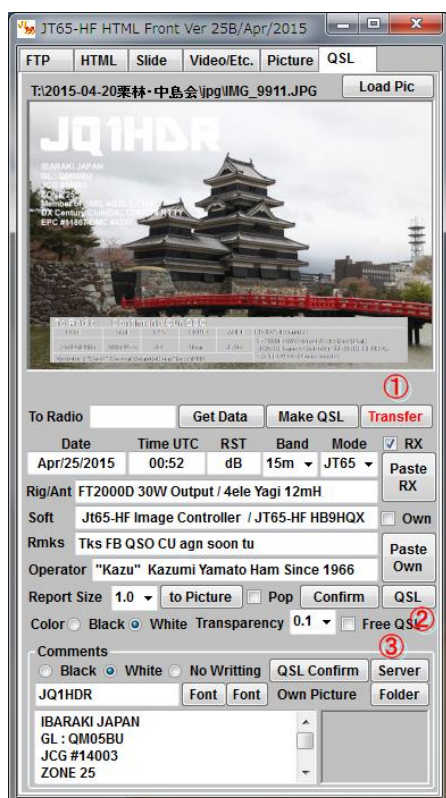 JT65-HF HTML Front Ver 25B/Apr/2015
FTP HTML Slide Video/Etc. Picture QSL
T:\2015-04-20栗林・中島会\jpg\IMG_9911.JPG Load Pic
JQ1HDR
IBARAKI JAPAN
GL : QM05BU
JCG #14003
ZONE 25
①
To Radio Get Data Make QSL Transfer
Date Time UTC RST Band Mode RX
Apr/25/2015 00:52 dB 15m JT65 Paste RX
Rig/Ant FT2000D 30W Output / 4ele Yagi 12mH
Soft Jt65-HF Image Controller / JT65-HF HB9HQX Own
Rmks Tks FB QSO CU agn soon tu Paste Own
Operator "Kazu" Kazumi Yamato Ham Since 1966
Report Size 1.0 to Picture Pop Confirm QSL
Color Black White Transparency 0.1 Free QSL ②
Comments ③
Black White No Writting QSL Confirm Server
JQ1HDR Font Font Own Picture Folder
IBARAKI JAPAN
GL : QM05BU
JCG #14003
ZONE 25